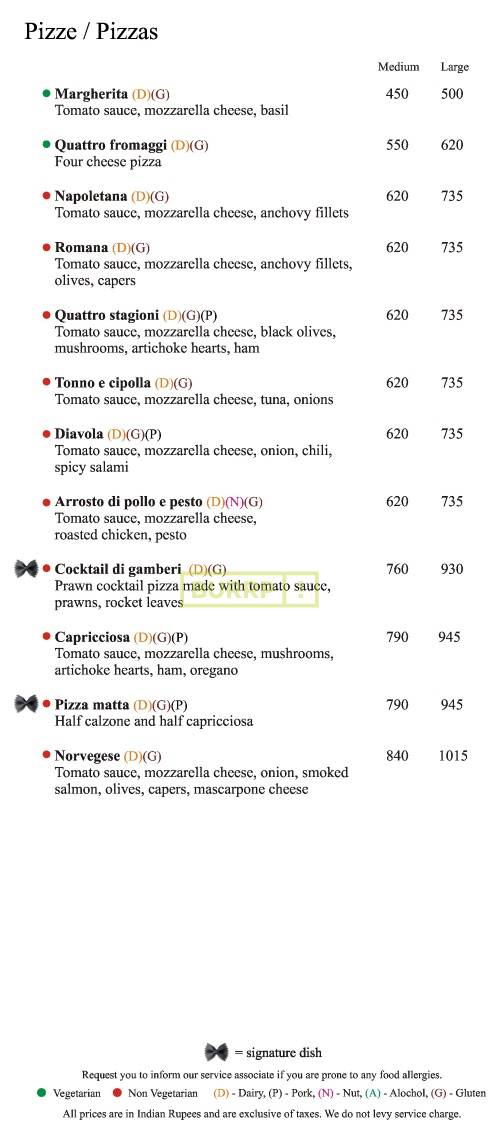 Pizze / Pizzas
Medium Large
Margherita (D)(G) 450 500
Tomato sauce, mozzarella cheese, basil
Quattro fromaggi (D)(G) 550 620
Four cheese pizza
Napoletana (D)(G) 620 735
Tomato sauce, mozzarella cheese, anchovy fillets
Romana (D)(G) 620 735
Tomato sauce, mozzarella cheese, anchovy fillets,
olives, capers
Quattro stagioni (D)(G)(P) 620 735
Tomato sauce, mozzarella cheese, black olives,
mushrooms, artichoke hearts, ham
Tonno e cipolla (D)(G) 620 735
Tomato sauce, mozzarella cheese, tuna, onions
Diavola (D)(G)(P) 620 735
Tomato sauce, mozzarella cheese, onion, chili,
spicy salami
Arrosto di pollo e pesto (D)(N)(G) 620 735
Tomato sauce, mozzarella cheese,
roasted chicken, pesto
Cocktail di gamberi (D)(G) 760 930
Prawn cocktail pizza made with tomato sauce,
prawns, rocket leaves
Capricciosa (D)(G)(P) 790 945
Tomato sauce, mozzarella cheese, mushrooms,
artichoke hearts, ham, oregano
Pizza matta (D)(G)(P) 790 945
Half calzone and half capricciosa
Norvegese (D)(G) 840 1015
Tomato sauce, mozzarella cheese, onion, smoked
salmon, olives, capers, mascarpone cheese
= signature dish
Request you to inform our service associate if you are prone to any food allergies.
Vegetarian Non Vegetarian (D) - Dairy, (P) - Pork, (N) - Nut, (A) - Alochol, (G) - Gluten
All prices are in Indian Rupees and are exclusive of taxes. We do not levy service charge.